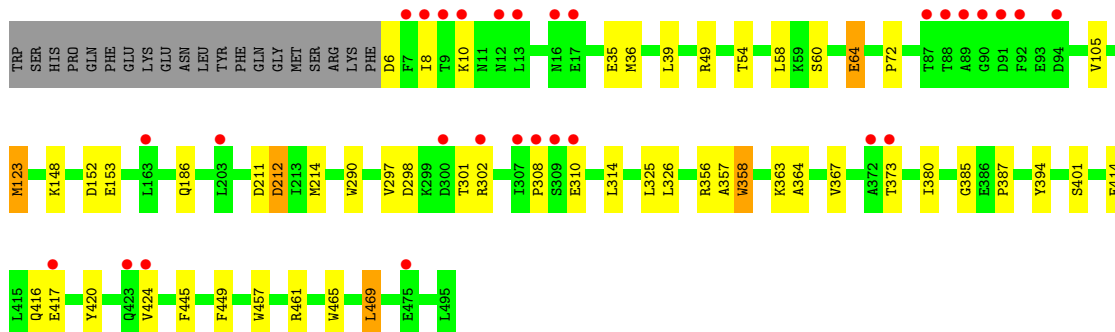 TRP SER HIS PRO GLN PHE GLU LYS GLU ASN LEU TYR PHE GLN GLY MET SER ARG LYS PHE D6 F7 I8 T9 K10 N11 N12 L13 N16 E17 E35 M36 L39 R49 T54 L58 K59 S60 E64 P72 T87 T88 A89 G90 D91 F92 E93 D94 V105
M123 K148 D152 E153 L163 Q186 L203 D211 D212 I213 M214 W290 V297 D298 K299 D300 T301 R302 I307 P308 S309 E310 L314 L325 L326 R356 A357 W358 K363 A364 V367 A372 T373 I380 G385 E386 P387 Y394 S401
L415 Q416 E417 Y420 Q423 V424 F445 F449 W457 R461 W465 L469 E475 L495